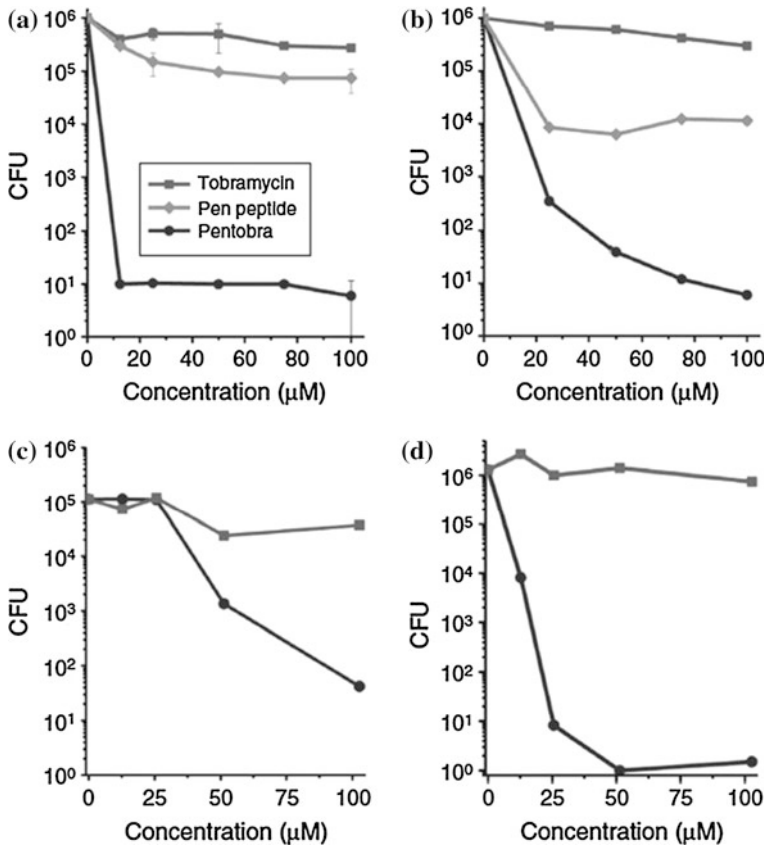 (a)
10⁶
10⁵
10⁴
10³
10²
10¹
10⁰
CFU
Tobramycin
Pen peptide
Pentobra
0 20 40 60 80 100
Concentration (μM)
(b)
10⁶
10⁵
10⁴
10³
10²
10¹
10⁰
CFU
0 20 40 60 80 100
Concentration (μM)
(c)
10⁶
10⁵
10⁴
10³
10²
10¹
10⁰
CFU
0 25 50 75 100
Concentration (μM)
(d)
10⁶
10⁵
10⁴
10³
10²
10¹
10⁰
CFU
0 25 50 75 100
Concentration (μM)